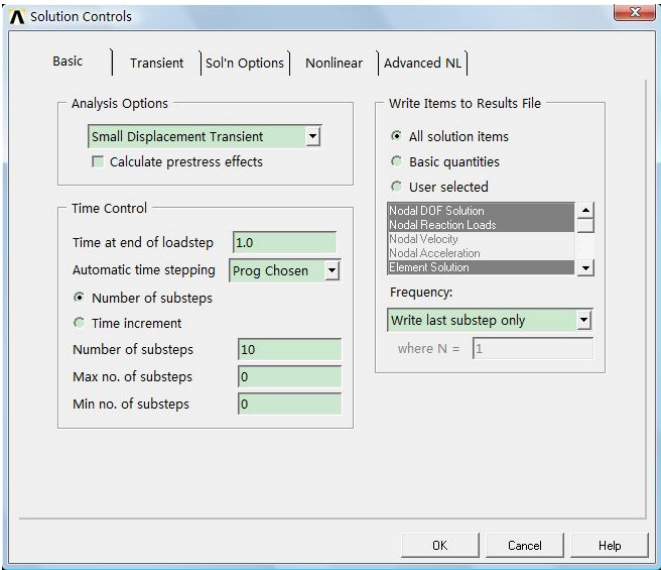 Solution Controls
Basic
Transient
Sol'n Options
Nonlinear
Advanced NL
Analysis Options
Small Displacement Transient
Calculate prestress effects
Time Control
Time at end of loadstep 1.0
Automatic time stepping Prog Chosen
Number of substeps
Time increment
Number of substeps 10
Max no. of substeps 0
Min no. of substeps 0
Write Items to Results File
All solution items
Basic quantities
User selected
Nodal DOF Solution
Nodal Reaction Loads
Nodal Velocity
Nodal Acceleration
Element Solution
Frequency:
Write last substep only
where N = 1
OK
Cancel
Help